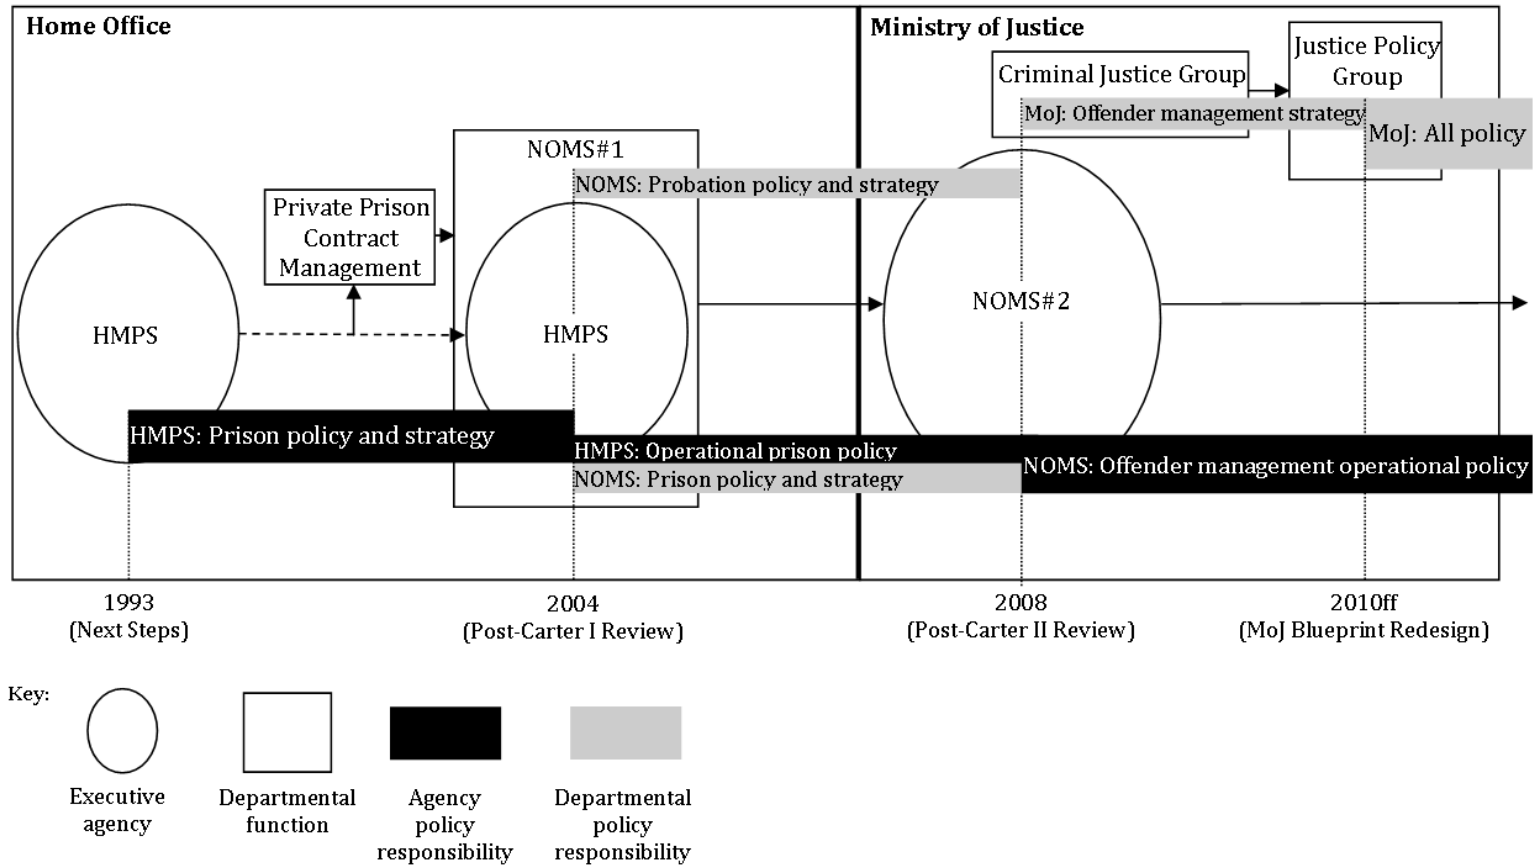 Home Office
Ministry of Justice
Justice Policy
Group
Criminal Justice Group
MoJ: Offender management strategy
MoJ: All policy
NOMS#1
NOMS: Probation policy and strategy
Private Prison
Contract
Management
HMPS
HMPS
NOMS#2
HMPS: Prison policy and strategy
HMPS: Operational prison policy
NOMS: Prison policy and strategy
NOMS: Offender management operational policy
1993
(Next Steps)
2004
(Post-Carter I Review)
2008
(Post-Carter II Review)
2010ff
(MoJ Blueprint Redesign)
Key:
Executive
agency
Departmental
function
Agency
policy
responsibility
Departmental
policy
responsibility